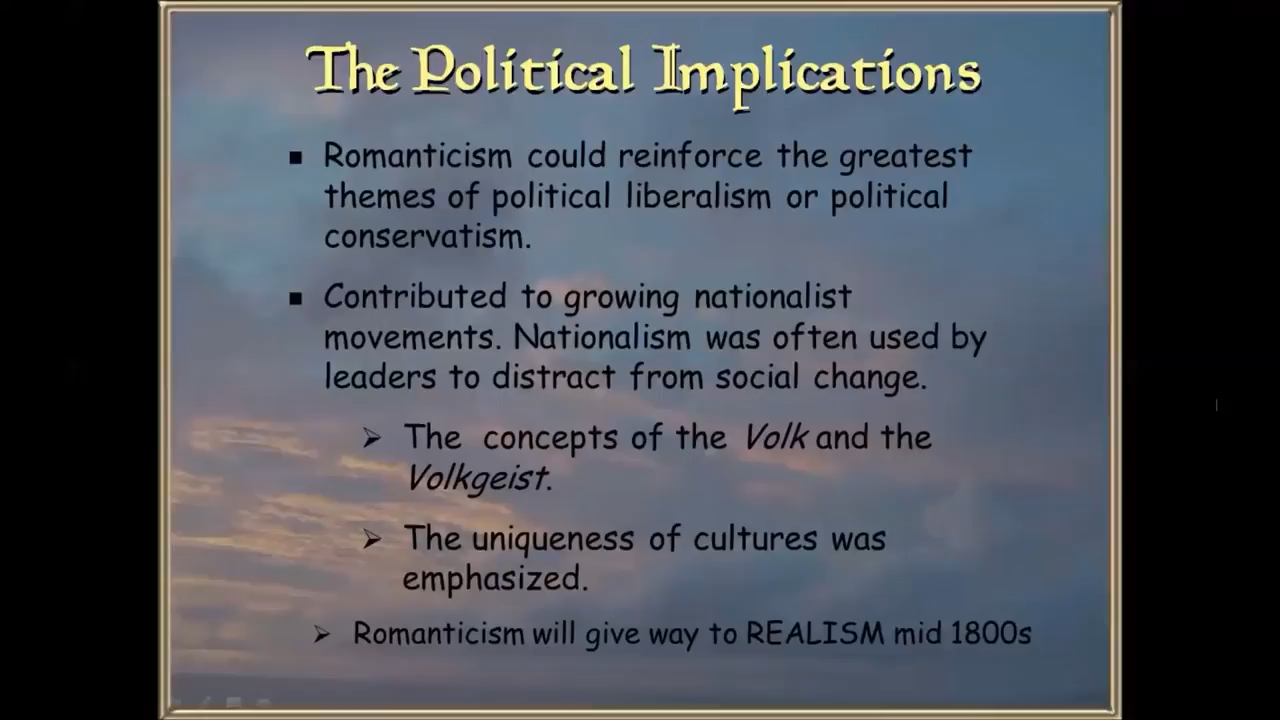 The Political Implications
▪ Romanticism could reinforce the greatest
themes of political liberalism or political
conservatism.
▪ Contributed to growing nationalist
movements. Nationalism was often used by
leaders to distract from social change.
➢ The concepts of the Volk and the
Volkgeist.
➢ The uniqueness of cultures was
emphasized.
➢ Romanticism will give way to REALISM mid 1800s